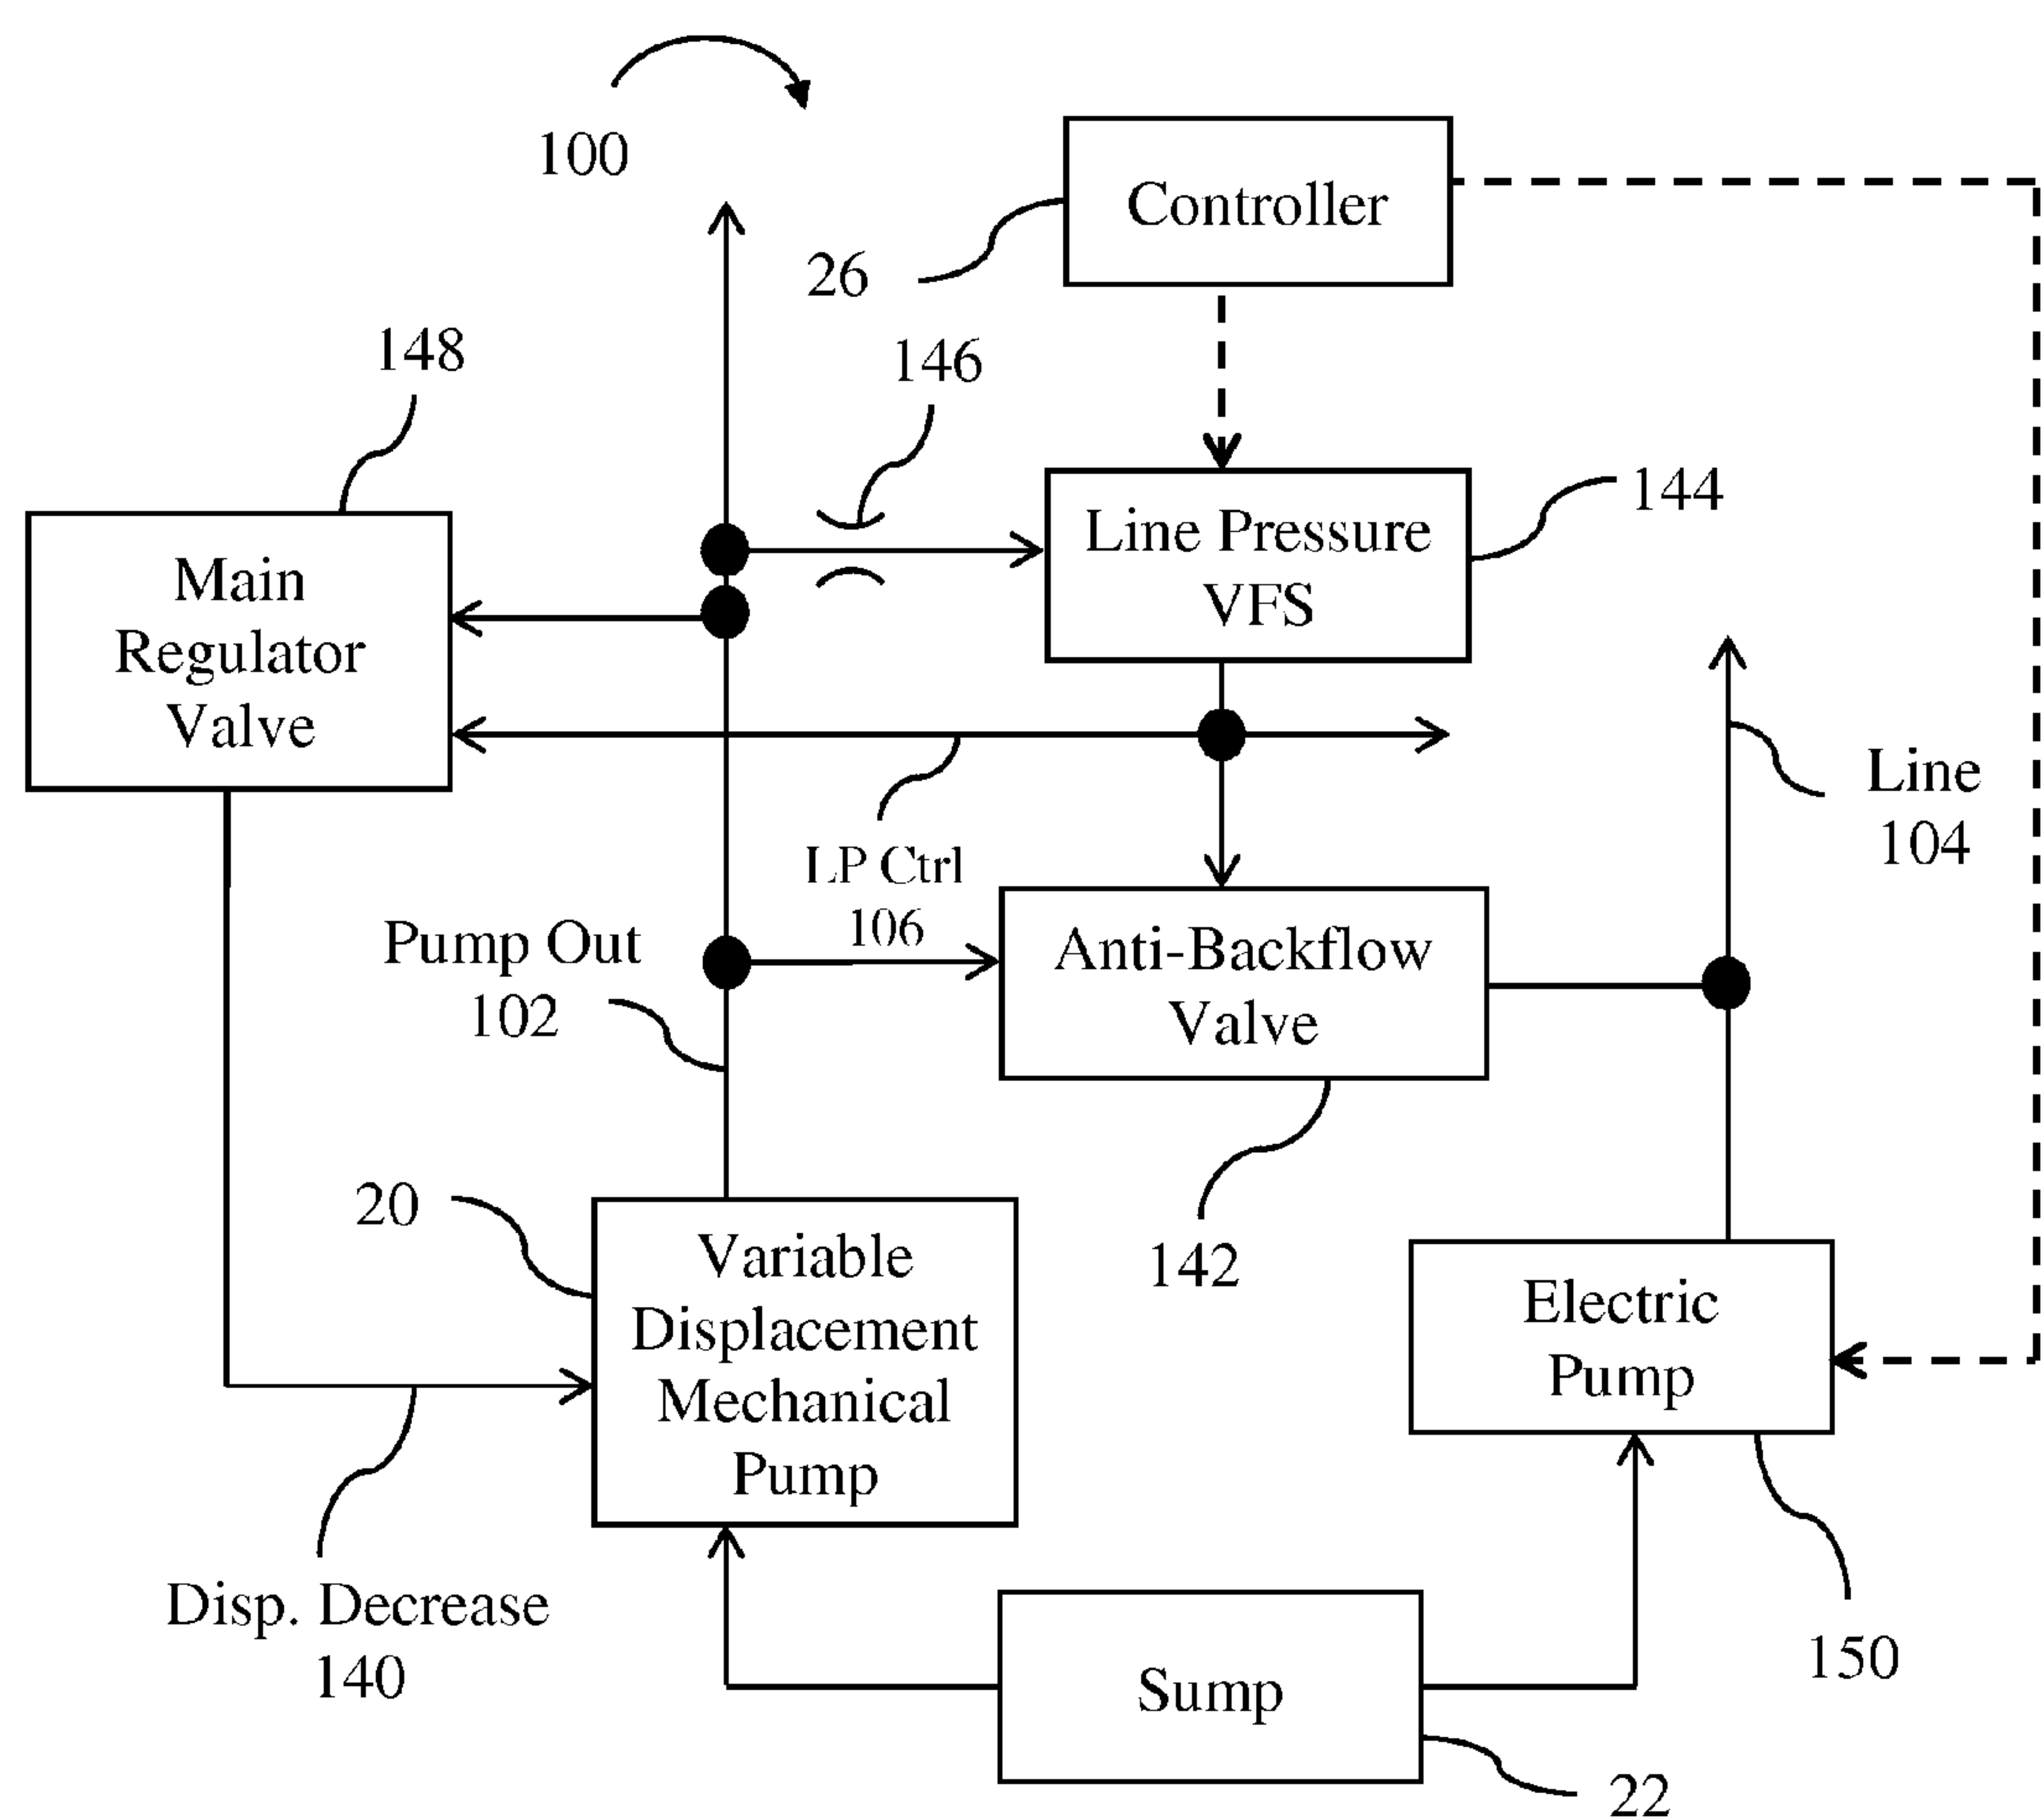 100
Controller
26
148
146
144
Line Pressure
VFS
Main
Regulator
Valve
Line
104
LP Ctrl
106
Pump Out
102
Anti-Backflow
Valve
20
142
Variable
Displacement
Mechanical
Pump
Electric
Pump
Disp. Decrease
140
Sump
150
22